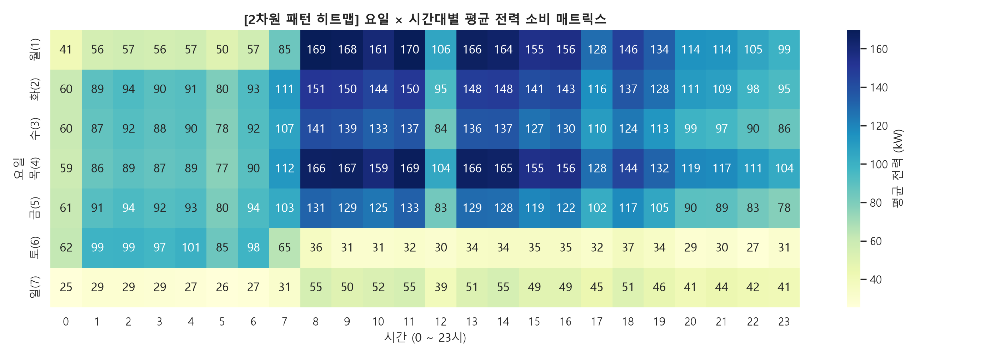 [2차원 패턴 히트맵] 요일 × 시간대별 평균 전력 소비 매트릭스
요일
월(1) 41 56 57 56 57 50 57 85 169 168 161 170 106 166 164 155 156 128 146 134 114 114 105 99
화(2) 60 89 94 90 91 80 93 111 151 150 144 150 95 148 148 141 143 116 137 128 111 109 98 95
수(3) 60 87 92 88 90 78 92 107 141 139 133 137 84 136 137 127 130 110 124 113 99 97 90 86
목(4) 59 86 89 87 89 77 90 112 166 167 159 169 104 166 165 155 156 128 144 132 119 117 111 104
금(5) 61 91 94 92 93 80 94 103 131 129 125 133 83 129 128 119 122 102 117 105 90 89 83 78
토(6) 62 99 99 97 101 85 98 65 36 31 31 32 30 34 34 35 35 32 37 34 29 30 27 31
일(7) 25 29 29 29 27 26 27 31 55 50 52 55 39 51 55 49 49 45 51 46 41 44 42 41
0 1 2 3 4 5 6 7 8 9 10 11 12 13 14 15 16 17 18 19 20 21 22 23
시간 (0 ~ 23시)
160
140
120
100
80
60
40
평균 전력 (kW)